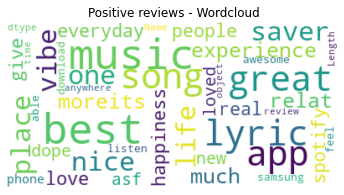 Positive reviews - Wordcloud
dtype
time
give
vibe
everyday
Name
people
saver
download
music
experience
Length
one
song
anywhere
awesome
loved
great
place
able
moreits
happiness
object
real
relat
best
life
lyric
review
spotify
feel
dope
listen
new
app
nice
phone
love
asf
much
samsung